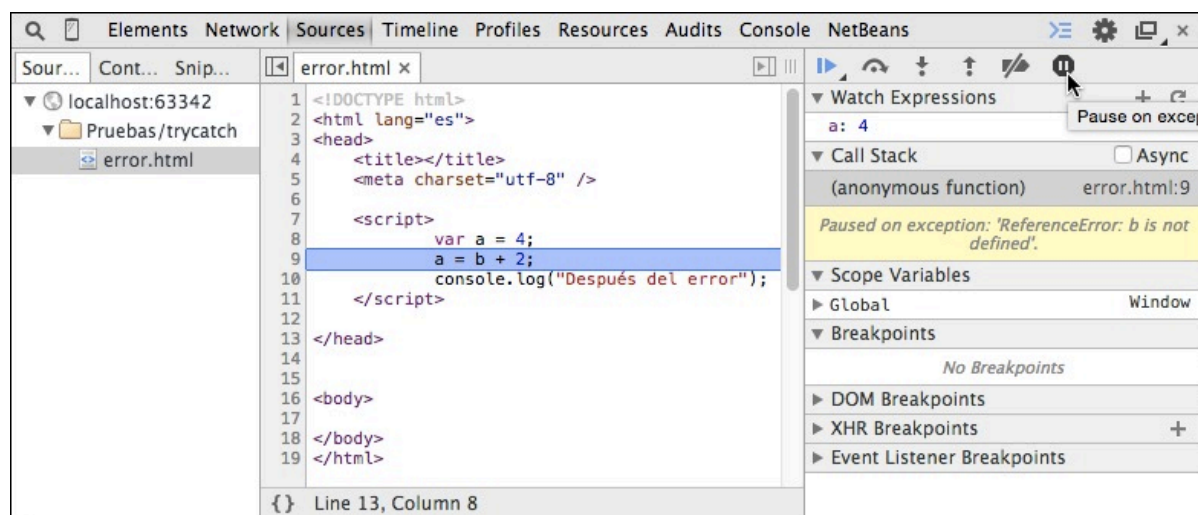 Elements Network Sources Timeline Profiles Resources Audits Console NetBeans
Sour... Cont... Snip...
error.html ×
localhost:63342
Pruebas/trycatch
error.html
1 <!DOCTYPE html>
2 <html lang="es">
3 <head>
4 <title></title>
5 <meta charset="utf-8" />
6
7 <script>
8 var a = 4;
9 a = b + 2;
10 console.log("Después del error");
11 </script>
12
13 </head>
14
15
16 <body>
17
18 </body>
19 </html>
{} Line 13, Column 8
Watch Expressions
Pause on excep
a: 4
Call Stack
Async
(anonymous function) error.html:9
Paused on exception: 'ReferenceError: b is not
defined'.
Scope Variables
Global Window
Breakpoints
No Breakpoints
DOM Breakpoints
XHR Breakpoints
Event Listener Breakpoints